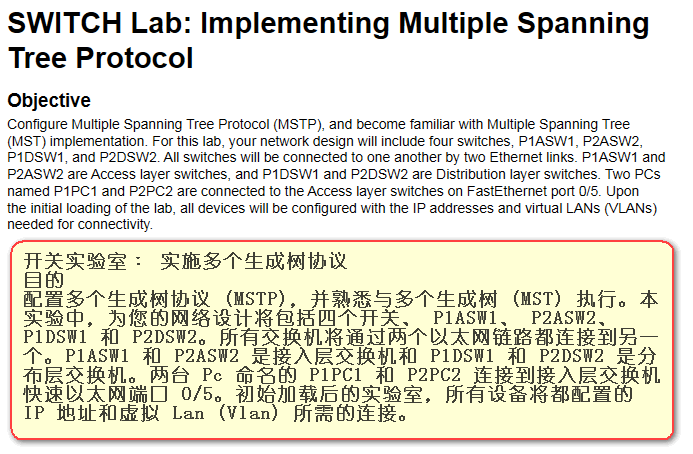 SWITCH Lab: Implementing Multiple Spanning
Tree Protocol
Objective
Configure Multiple Spanning Tree Protocol (MSTP), and become familiar with Multiple Spanning Tree
(MST) implementation. For this lab, your network design will include four switches, P1ASW1, P2ASW2,
P1DSW1, and P2DSW2. All switches will be connected to one another by two Ethernet links. P1ASW1 and
P2ASW2 are Access layer switches, and P1DSW1 and P2DSW2 are Distribution layer switches. Two PCs
named P1PC1 and P2PC2 are connected to the Access layer switches on FastEthernet port 0/5. Upon
the initial loading of the lab, all devices will be configured with the IP addresses and virtual LANs (VLANs)
needed for connectivity.
开关实验室： 实施多个生成树协议
目的
配置多个生成树协议 (MSTP)，并熟悉与多个生成树 (MST) 执行。本
实验中，为您的网络设计将包括四个开关、 P1ASW1、 P2ASW2、
P1DSW1 和 P2DSW2。所有交换机将通过两个以太网链路都连接到另一
个。P1ASW1 和 P2ASW2 是接入层交换机和 P1DSW1 和 P2DSW2 是分
布层交换机。两台 Pc 命名的 P1PC1 和 P2PC2 连接到接入层交换机
快速以太网端口 0/5。初始加载后的实验室，所有设备将都配置的
IP 地址和虚拟 Lan (Vlan) 所需的连接。